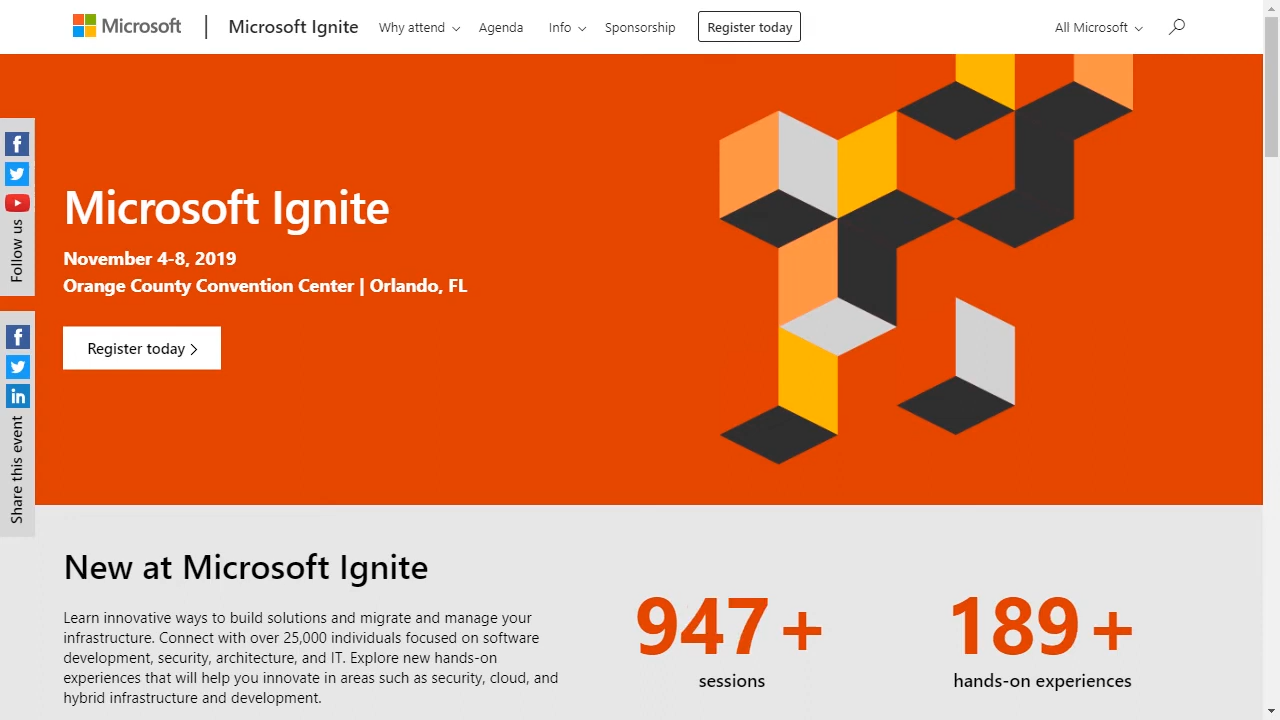 Microsoft
Microsoft Ignite
Why attend
Agenda
Info
Sponsorship
Register today
All Microsoft
Follow us
Share this event
Microsoft Ignite
November 4-8, 2019
Orange County Convention Center | Orlando, FL
Register today
New at Microsoft Ignite
Learn innovative ways to build solutions and migrate and manage your
infrastructure. Connect with over 25,000 individuals focused on software
development, security, architecture, and IT. Explore new hands-on
experiences that will help you innovate in areas such as security, cloud, and
hybrid infrastructure and development.
947+
sessions
189+
hands-on experiences